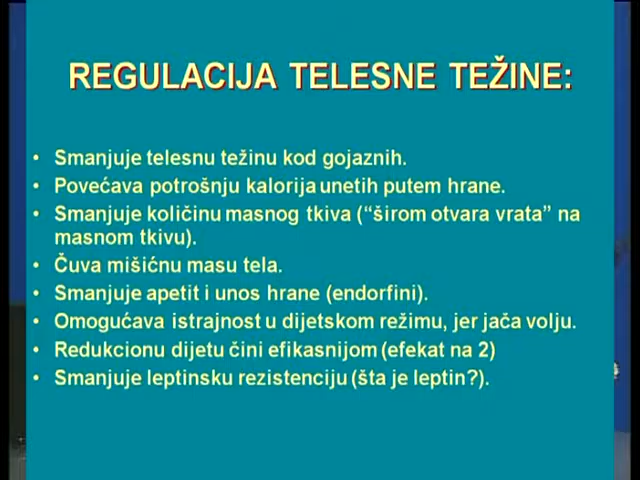 REGULACIJA TELESNE TEŽINE:
• Smanjuje telesnu težinu kod gojaznih.
• Povećava potrošnju kalorija unetih putem hrane.
• Smanjuje količinu masnog tkiva (“širom otvara vrata” na
masnom tkivu).
• Čuva mišićnu masu tela.
• Smanjuje apetit i unos hrane (endorfini).
• Omogućava istrajnost u dijetskom režimu, jer jača volju.
• Redukcionu dijetu čini efikasnijom (efekat na 2)
• Smanjuje leptinsku rezistenciju (šta je leptin?).